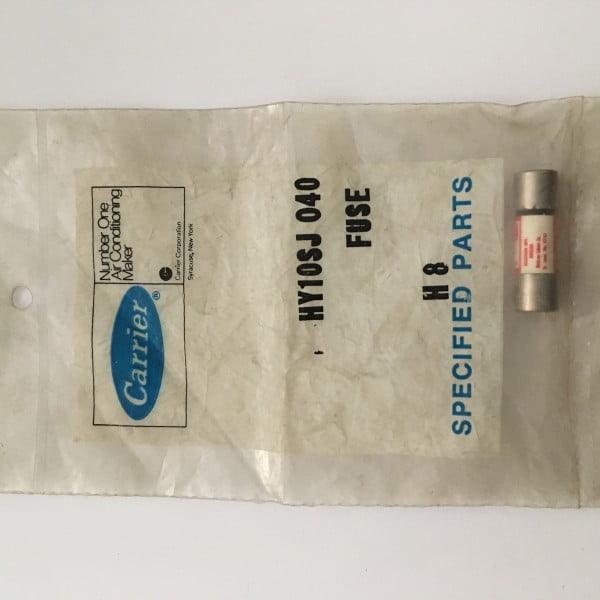 Carrier
®
Number One
Air Conditioning
Maker
Carrier Corporation
Syracuse, New York
HY10SJ 040
FUSE
H 8
SPECIFIED PARTS